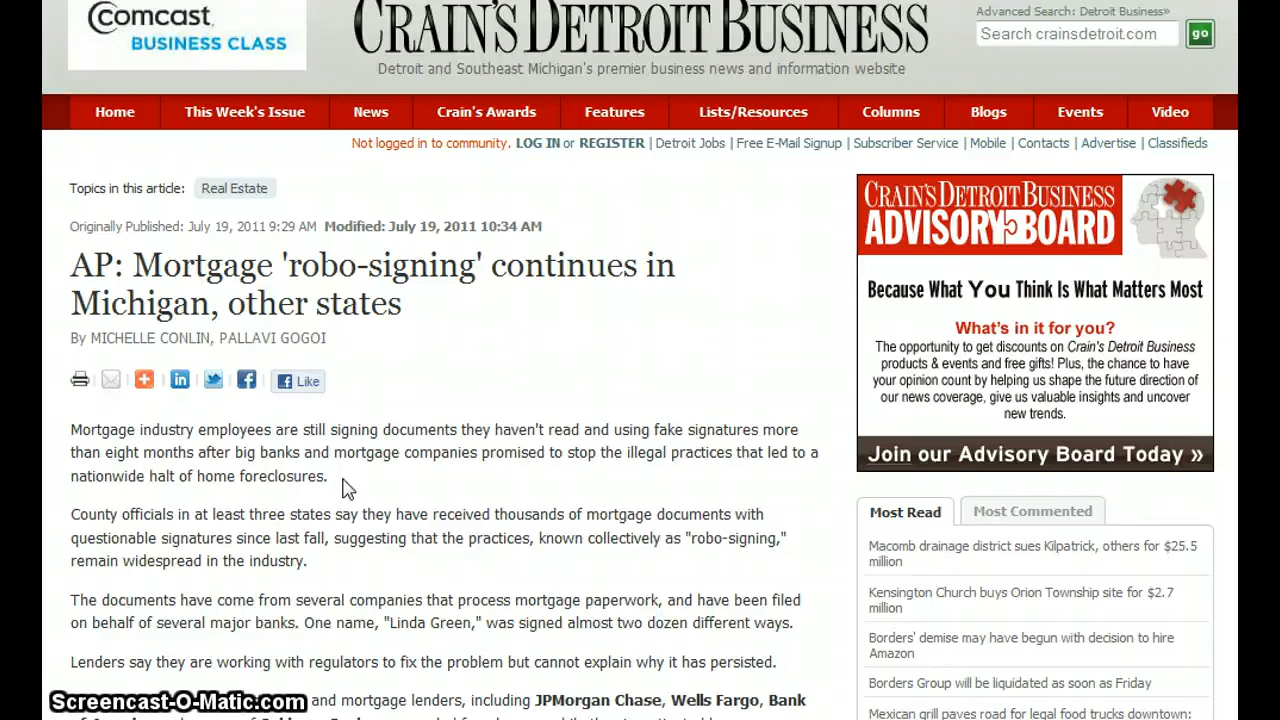 Comcast
BUSINESS CLASS
CRAIN'S DETROIT BUSINESS
Detroit and Southeast Michigan's premier business news and information website
Advanced Search: Detroit Business»
Search crainsdetroit.com
go
Home This Week's Issue News Crain's Awards Features Lists/Resources Columns Blogs Events Video
Not logged in to community. LOG IN or REGISTER | Detroit Jobs | Free E-Mail Signup | Subscriber Service | Mobile | Contacts | Advertise | Classifieds
Topics in this article: Real Estate
Originally Published: July 19, 2011 9:29 AM Modified: July 19, 2011 10:34 AM
AP: Mortgage 'robo-signing' continues in
Michigan, other states
By MICHELLE CONLIN, PALLAVI GOGOI
Like
Mortgage industry employees are still signing documents they haven't read and using fake signatures more
than eight months after big banks and mortgage companies promised to stop the illegal practices that led to a
nationwide halt of home foreclosures.
County officials in at least three states say they have received thousands of mortgage documents with
questionable signatures since last fall, suggesting that the practices, known collectively as "robo-signing,"
remain widespread in the industry.
The documents have come from several companies that process mortgage paperwork, and have been filed
on behalf of several major banks. One name, "Linda Green," was signed almost two dozen different ways.
Lenders say they are working with regulators to fix the problem but cannot explain why it has persisted.
and mortgage lenders, including JPMorgan Chase, Wells Fargo, Bank
Screencast-O-Matic.com
CRAIN'S DETROIT BUSINESS
ADVISORY BOARD
Because What You Think Is What Matters Most
What's in it for you?
The opportunity to get discounts on Crain's Detroit Business
products & events and free gifts! Plus, the chance to have
your opinion count by helping us shape the future direction of
our news coverage, give us valuable insights and uncover
new trends.
Join our Advisory Board Today »
Most Read Most Commented
Macomb drainage district sues Kilpatrick, others for $25.5
million
Kensington Church buys Orion Township site for $2.7
million
Borders' demise may have begun with decision to hire
Amazon
Borders Group will be liquidated as soon as Friday
Mexican grill paves road for legal food trucks downtown: